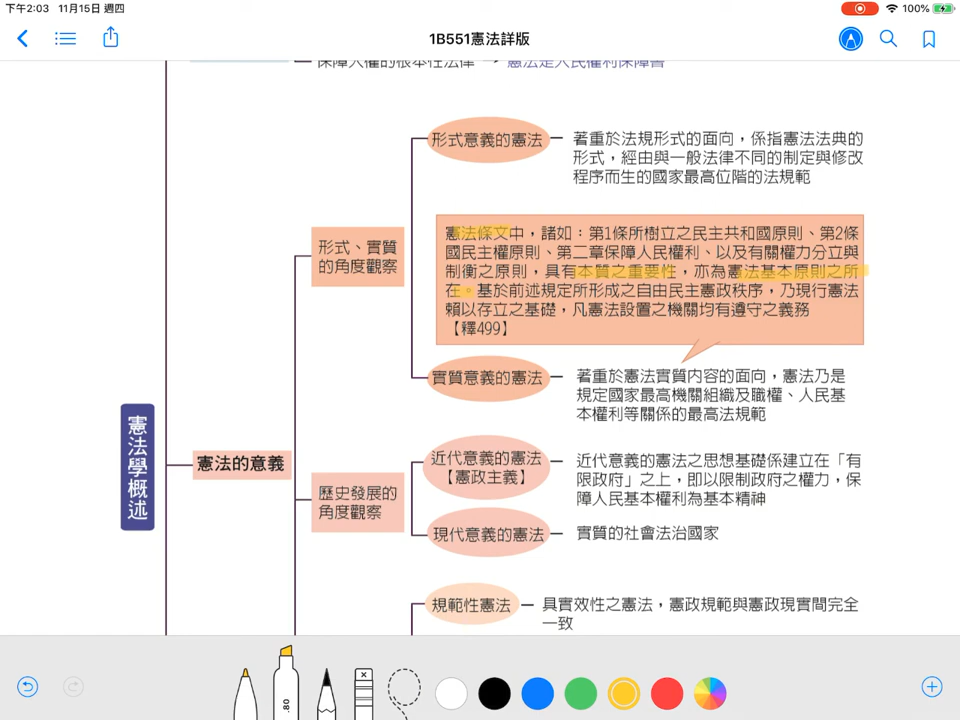 下午2:03 11月15日 週四
100%
1B551憲法詳版
保障人權的根本性法律 → 憲法是人民權利保障書
形式意義的憲法
著重於法規形式的面向，係指憲法法典的
形式，經由與一般法律不同的制定與修改
程序而生的國家最高位階的法規範
形式、實質
的角度觀察
憲法條文中，諸如：第1條所樹立之民主共和國原則、第2條
國民主權原則、第二章保障人民權利、以及有關權力分立與
制衡之原則，具有本質之重要性，亦為憲法基本原則之所
在。基於前述規定所形成之自由民主憲政秩序，乃現行憲法
賴以存立之基礎，凡憲法設置之機關均有遵守之義務
【釋499】
實質意義的憲法
著重於憲法實質內容的面向，憲法乃是
規定國家最高機關組織及職權、人民基
本權利等關係的最高法規範
憲法學概述
憲法的意義
歷史發展的
角度觀察
近代意義的憲法
【憲政主義】
近代意義的憲法之思想基礎係建立在「有
限政府」之上，即以限制政府之權力，保
障人民基本權利為基本精神
現代意義的憲法
實質的社會法治國家
規範性憲法
具實效性之憲法，憲政規範與憲政現實間完全
一致
.80